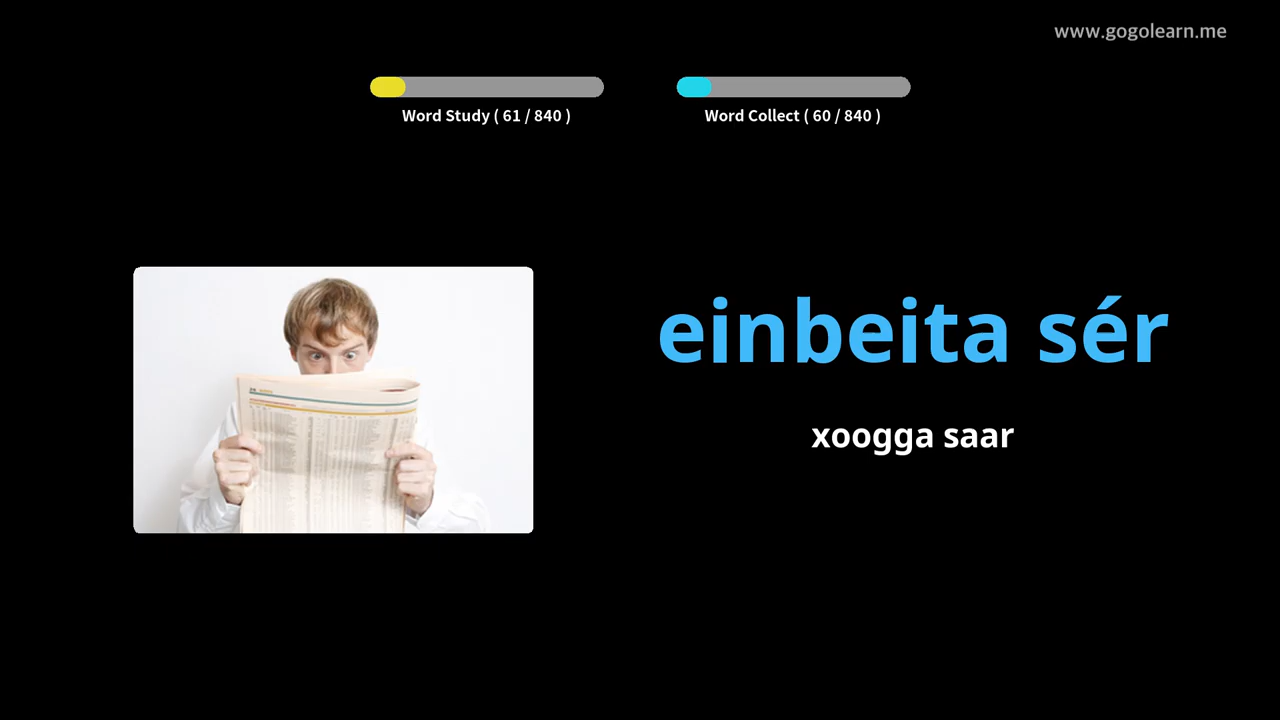 www.gogolearn.me
Word Study ( 61 / 840 )
Word Collect ( 60 / 840 )
einbeita sér
xoogga saar